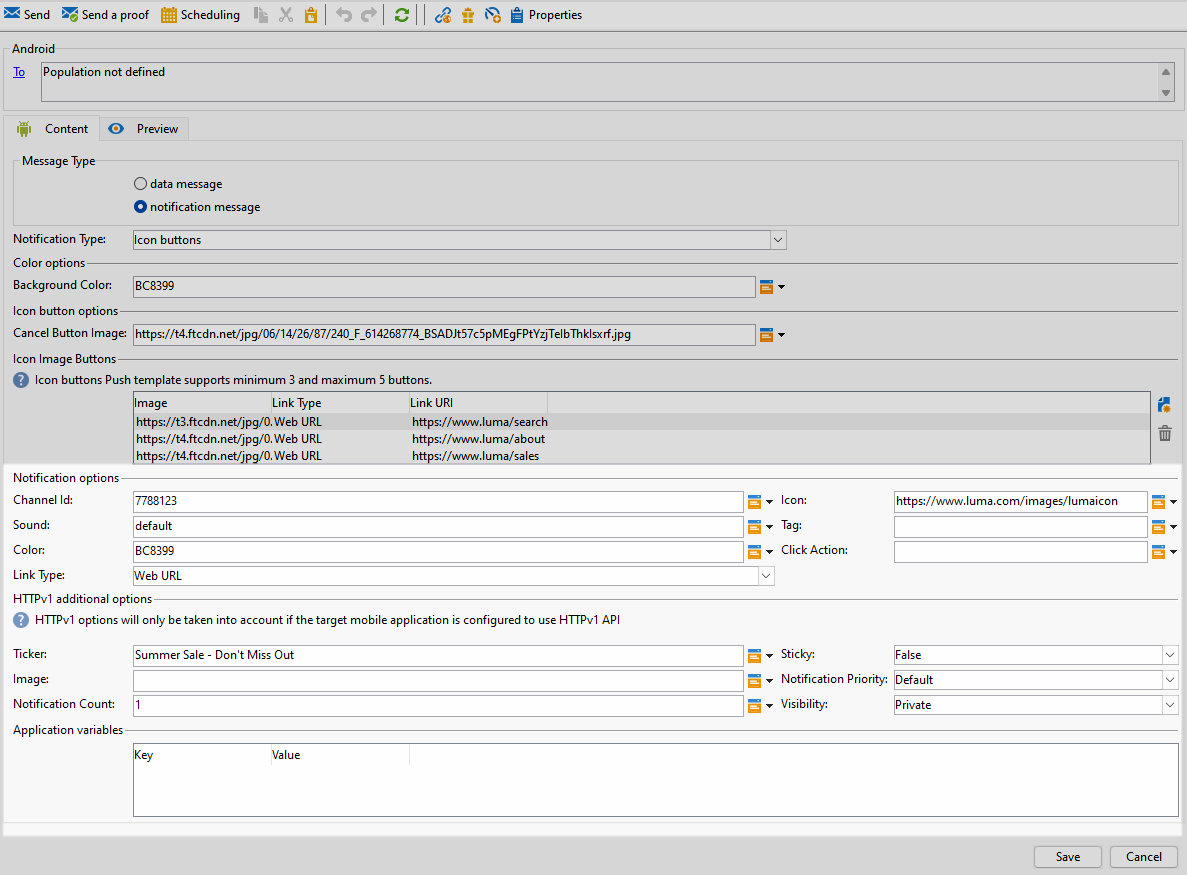 Send Send a proof Scheduling Properties
Android
To Population not defined
Content Preview
Message Type
data message
notification message
Notification Type: Icon buttons
Color options
Background Color: BC8399
Icon button options
Cancel Button Image: https://t4.ftcdn.net/jpg/06/14/26/87/240_F_614268774_BSADJt57c5pMEgFPtYzjTelbThklsxrf.jpg
Icon Image Buttons
Icon buttons Push template supports minimum 3 and maximum 5 buttons.
Image Link Type Link URI
https://t3.ftcdn.net/jpg/0. Web URL https://www.luma/search
https://t4.ftcdn.net/jpg/0. Web URL https://www.luma/about
https://t4.ftcdn.net/jpg/0. Web URL https://www.luma/sales
Notification options
Channel Id: 7788123 Icon: https://www.luma.com/images/lumaicon
Sound: default Tag:
Color: BC8399 Click Action:
Link Type: Web URL
HTTPv1 additional options
HTTPv1 options will only be taken into account if the target mobile application is configured to use HTTPv1 API
Ticker: Summer Sale - Don't Miss Out Sticky: False
Image: Notification Priority: Default
Notification Count: 1 Visibility: Private
Application variables
Key Value
Save Cancel